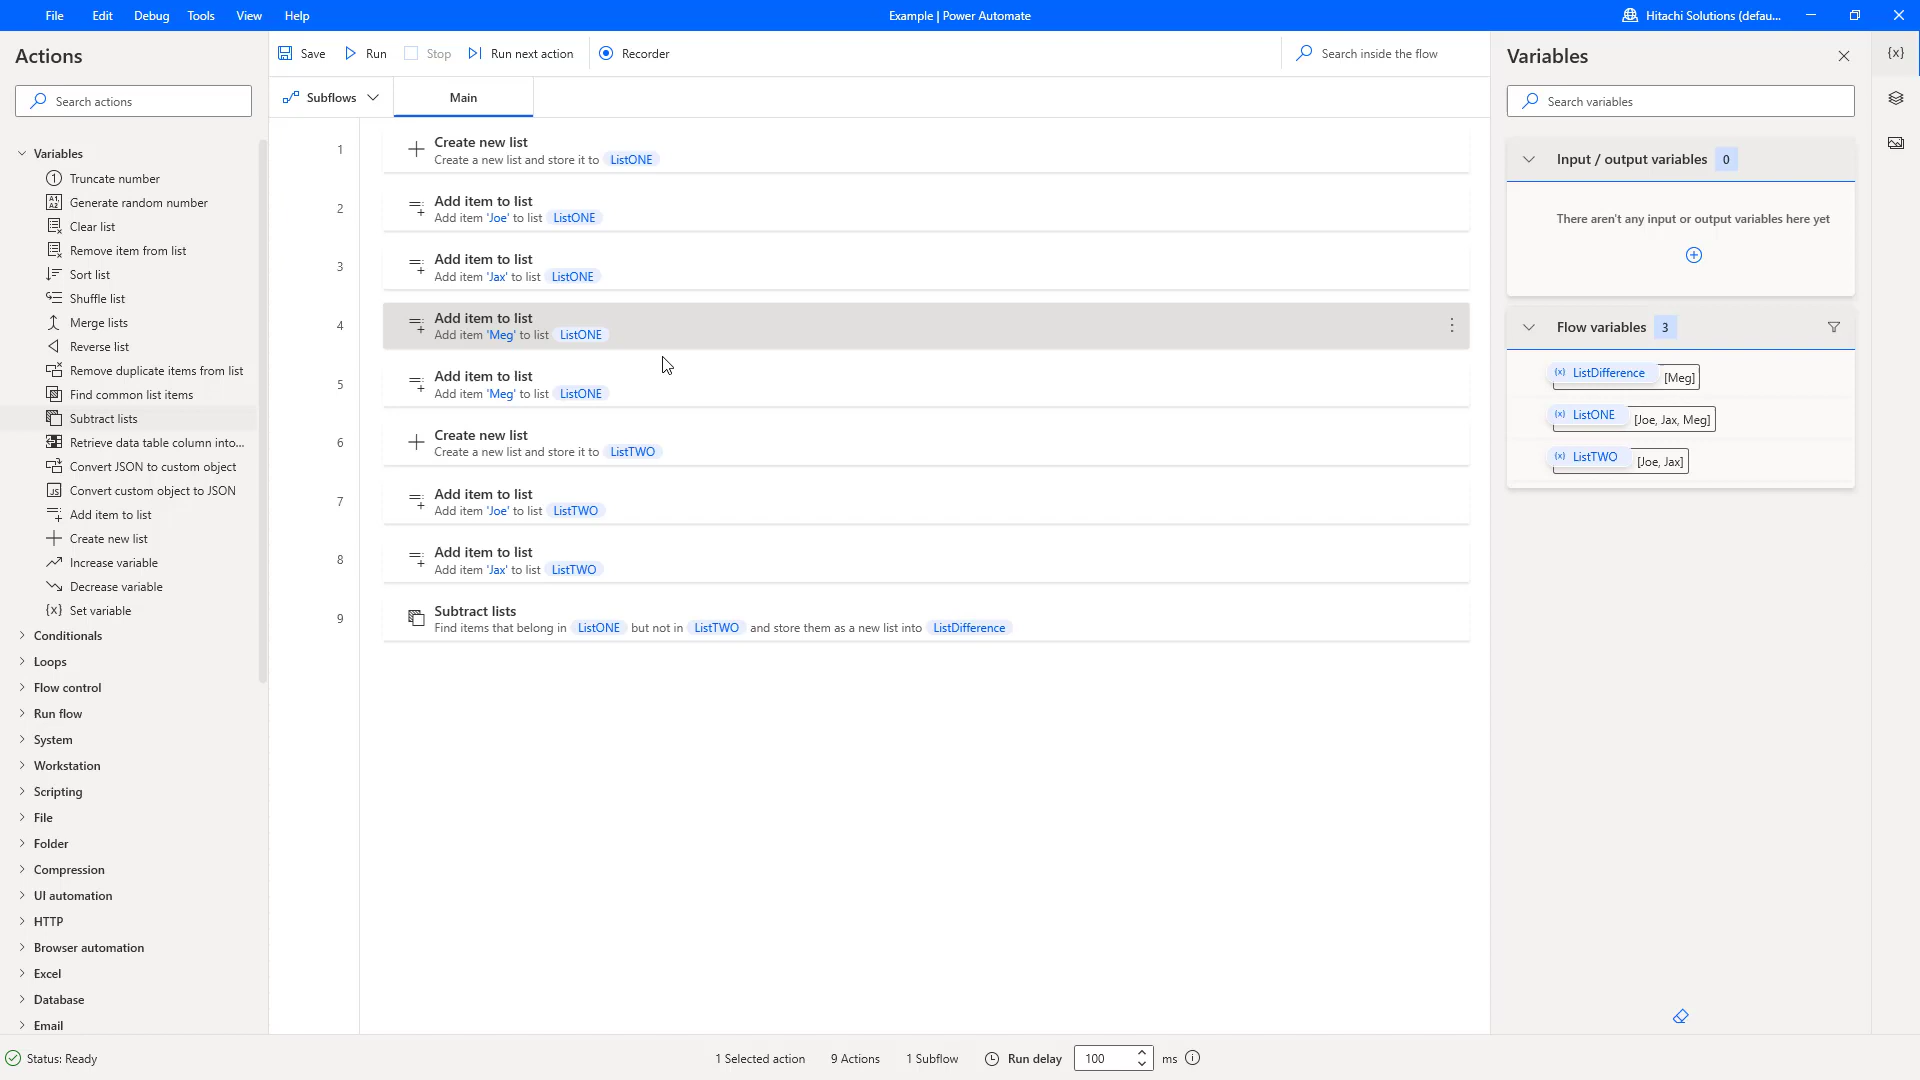 File Edit Debug Tools View Help Example | Power Automate Hitachi Solutions (defau...
Actions
Search actions
Variables
1 Truncate number
A1, A2 Generate random number
Clear list
Remove item from list
Sort list
Shuffle list
Merge lists
Reverse list
Remove duplicate items from list
Find common list items
Subtract lists
Retrieve data table column into...
Convert JSON to custom object
JS Convert custom object to JSON
Add item to list
Create new list
Increase variable
Decrease variable
{x} Set variable
Conditionals
Loops
Flow control
Run flow
System
Workstation
Scripting
File
Folder
Compression
UI automation
HTTP
Browser automation
Excel
Database
Email
Save Run Stop Run next action Recorder Search inside the flow
Subflows Main
1 Create new list
Create a new list and store it to ListONE
2 Add item to list
Add item 'Joe' to list ListONE
3 Add item to list
Add item 'Jax' to list ListONE
4 Add item to list
Add item 'Meg' to list ListONE
5 Add item to list
Add item 'Meg' to list ListONE
6 Create new list
Create a new list and store it to ListTWO
7 Add item to list
Add item 'Joe' to list ListTWO
8 Add item to list
Add item 'Jax' to list ListTWO
9 Subtract lists
Find items that belong in ListONE but not in ListTWO and store them as a new list into ListDifference
Variables
{x}
Search variables
Input / output variables 0
There aren't any input or output variables here yet
Flow variables 3
(x) ListDifference [Meg]
(x) ListONE [Joe, Jax, Meg]
(x) ListTWO [Joe, Jax]
Status: Ready 1 Selected action 9 Actions 1 Subflow Run delay 100 ms